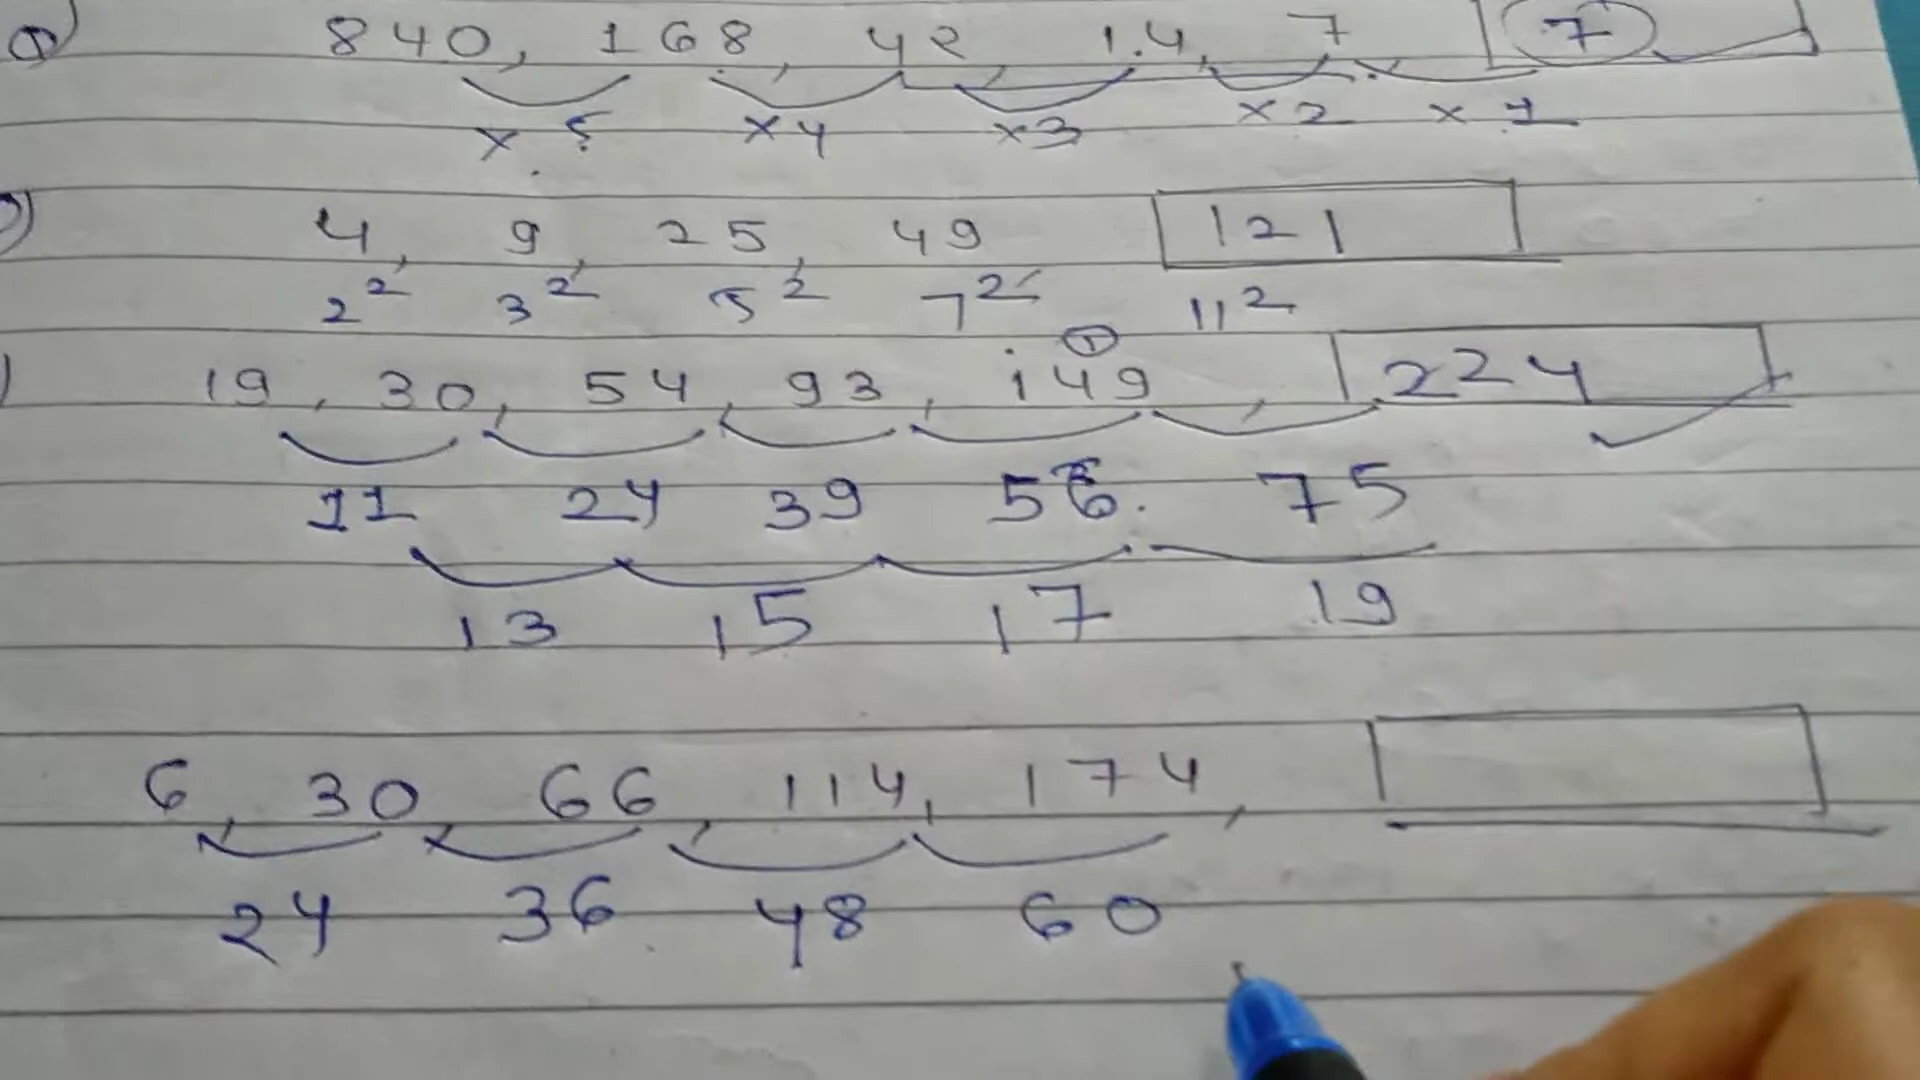 840, 168, 42, 14, 7, 7
×5 ×4 ×3 ×2 ×1
4, 9, 25, 49 121
2² 3² 5² 7² 11²
19, 30, 54, 93, 149, 224
11 24 39 56 75
13 15 17 19
6, 30, 66, 114, 174,
24 36 48 60